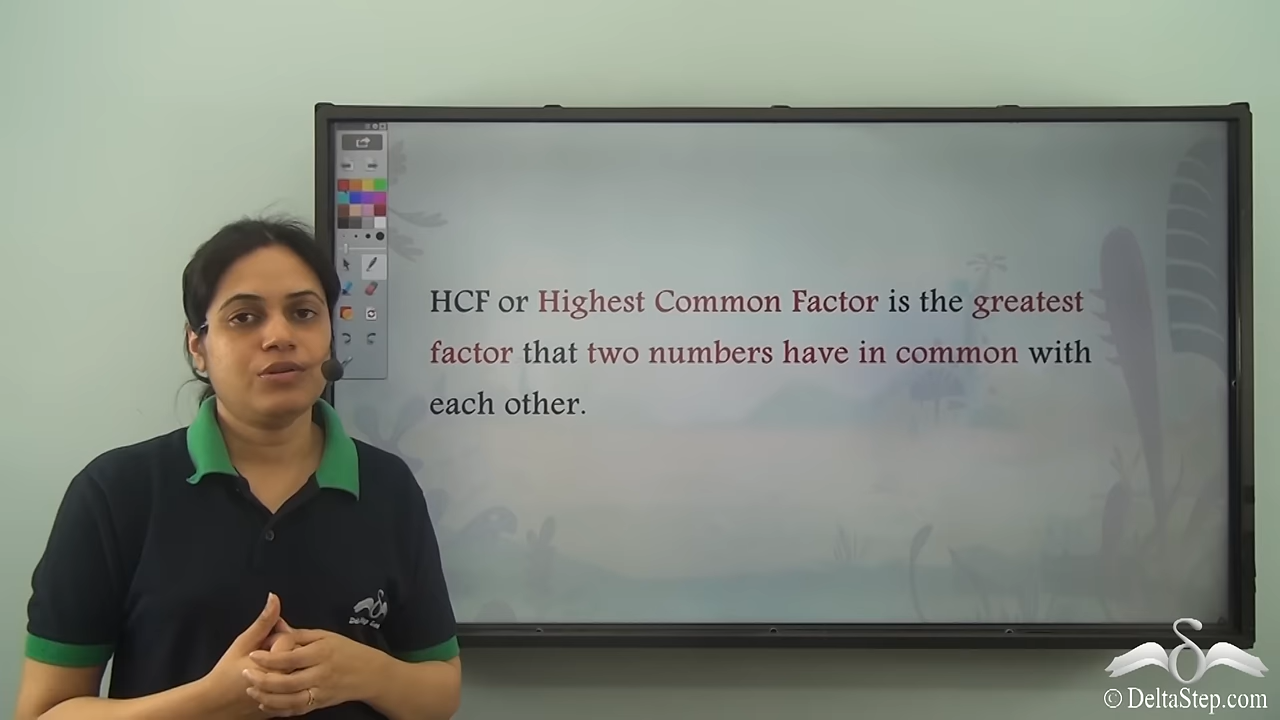 HCF or Highest Common Factor is the greatest
factor that two numbers have in common with
each other.
© DeltaStep.com